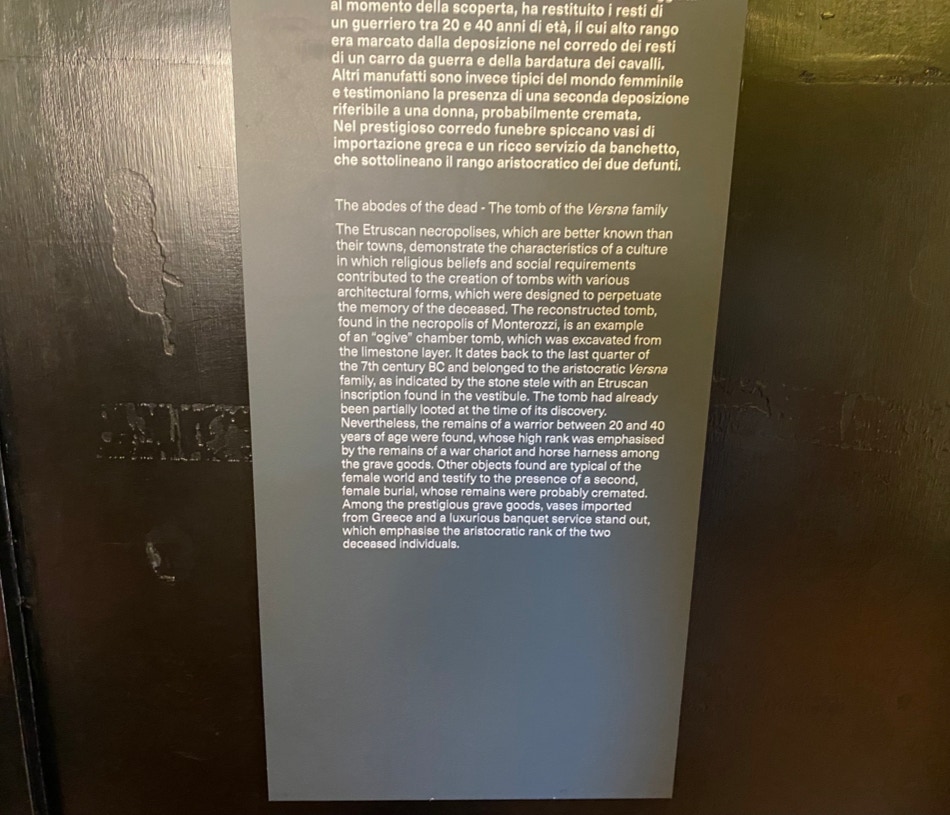 al momento della scoperta, ha restituito i resti di
un guerriero tra 20 e 40 anni di età, il cui alto rango
era marcato dalla deposizione nel corredo dei resti
di un carro da guerra e della bardatura dei cavalli.
Altri manufatti sono invece tipici del mondo femminile
e testimoniano la presenza di una seconda deposizione
riferibile a una donna, probabilmente cremata.
Nel prestigioso corredo funebre spiccano vasi di
importazione greca e un ricco servizio da banchetto,
che sottolineano il rango aristocratico dei due defunti.
The abodes of the dead - The tomb of the Versna family
The Etruscan necropolises, which are better known than
their towns, demonstrate the characteristics of a culture
in which religious beliefs and social requirements
contributed to the creation of tombs with various
architectural forms, which were designed to perpetuate
the memory of the deceased. The reconstructed tomb,
found in the necropolis of Monterozzi, is an example
of an “ogive” chamber tomb, which was excavated from
the limestone layer. It dates back to the last quarter of
the 7th century BC and belonged to the aristocratic Versna
family, as indicated by the stone stele with an Etruscan
inscription found in the vestibule. The tomb had already
been partially looted at the time of its discovery.
Nevertheless, the remains of a warrior between 20 and 40
years of age were found, whose high rank was emphasised
by the remains of a war chariot and horse harness among
the grave goods. Other objects found are typical of the
female world and testify to the presence of a second,
female burial, whose remains were probably cremated.
Among the prestigious grave goods, vases imported
from Greece and a luxurious banquet service stand out,
which emphasise the aristocratic rank of the two
deceased individuals.